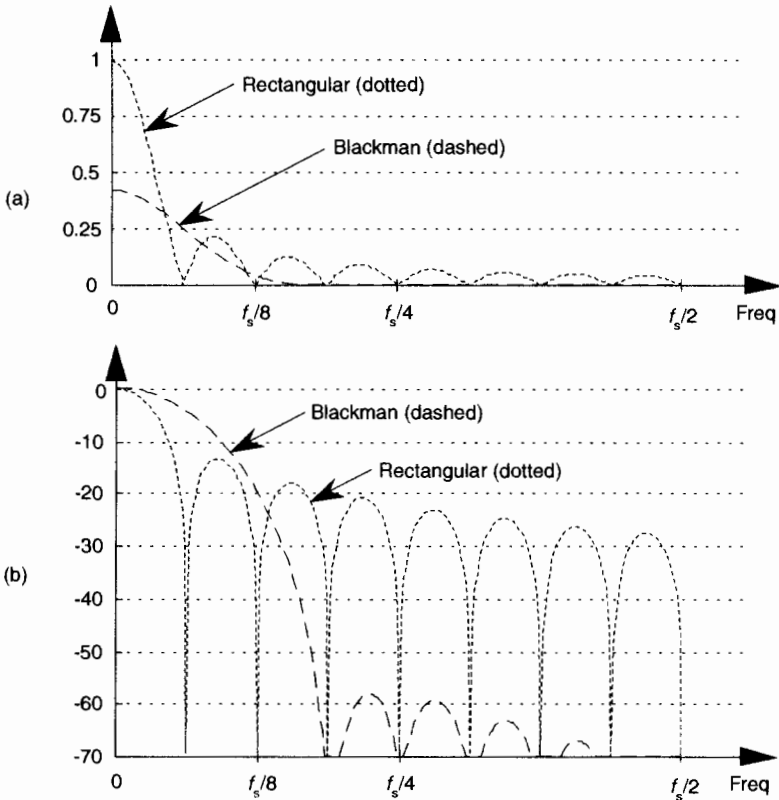 1
Rectangular (dotted)
0.75
Blackman (dashed)
0.5
(a)
0.25
0
0 fs/8 fs/4 fs/2 Freq
0
Blackman (dashed)
-10
Rectangular (dotted)
-20
-30
(b)
-40
-50
-60
-70
0 fs/8 fs/4 fs/2 Freq